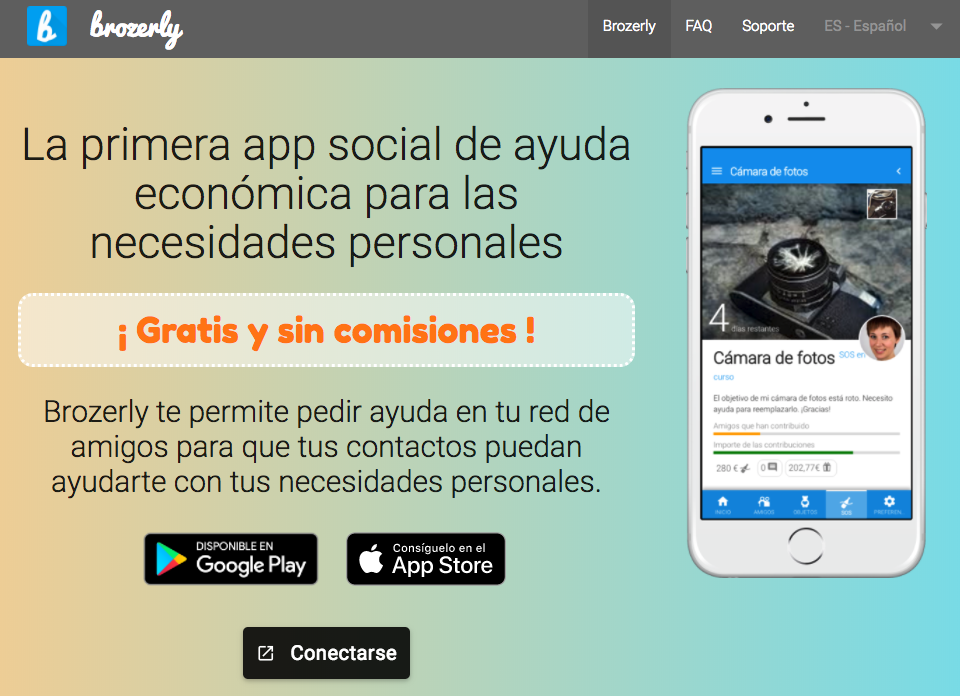 b brozerly
Brozerly FAQ Soporte ES - Español
La primera app social de ayuda
económica para las
necesidades personales
¡ Gratis y sin comisiones !
Brozerly te permite pedir ayuda en tu red de
amigos para que tus contactos puedan
ayudarte con tus necesidades personales.
DISPONIBLE EN
Google Play
Consíguelo en el
App Store
Conectarse
Cámara de fotos
4 días restantes
Cámara de fotos SOS en
curso
El objetivo de mi cámara de fotos está roto. Necesito
ayuda para reemplazarlo. ¡Gracias!
Amigos que han contribuido
Importe de las contribuciones
280 € 0 202,77€
INICIO AMIGOS OBJETOS SOS PREFEREN.